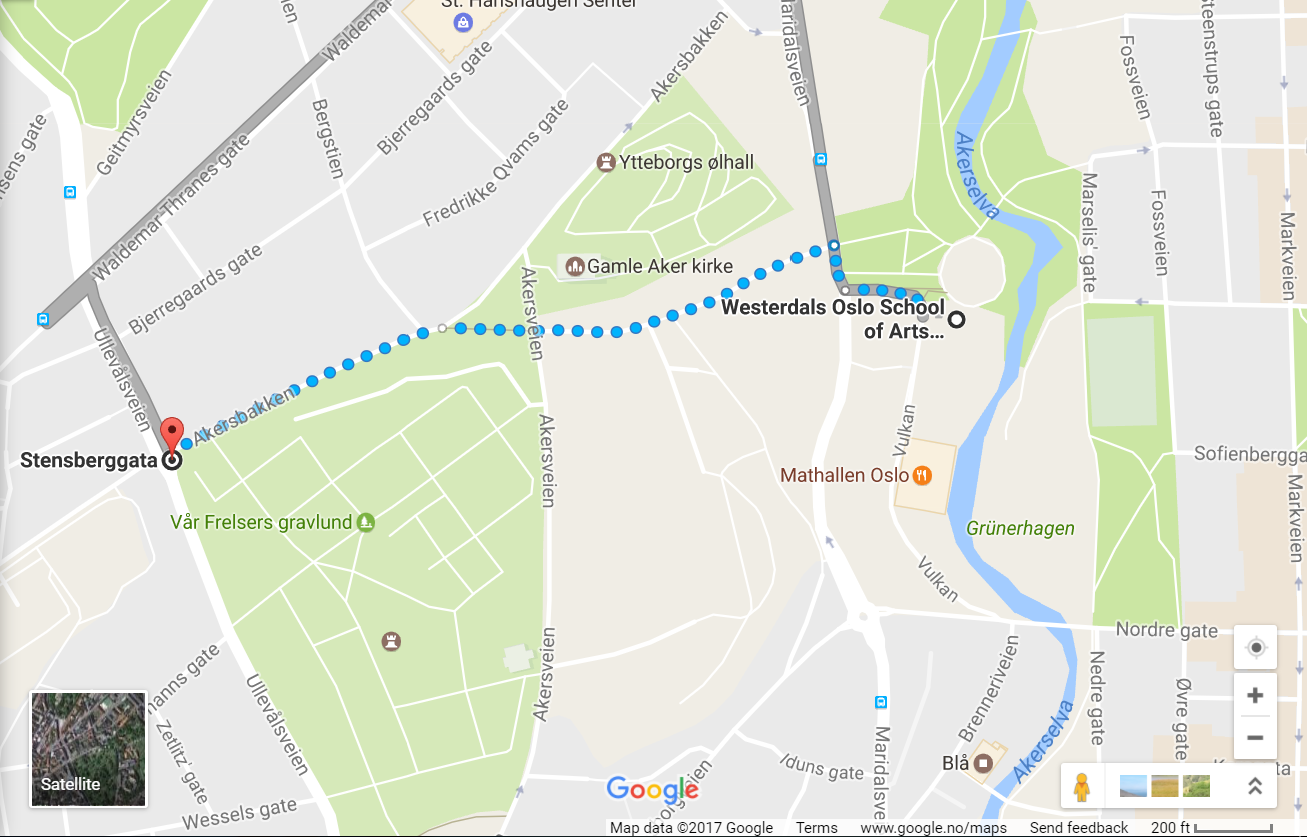 St. Hanshaugen Senter
Waldemar
Waldemar Thranes gate
Geitmyrsveien
Bergstien
Bjerregaards gate
Fredrikke Qvams gate
Akersbakken
Maridalsveien
Fossveien
Steenstrups gate
Akerselva
Ytteborgs ølhall
Marselis' gate
Fossveien
Markveien
Bjerregaards gate
Gamle Aker kirke
Akersveien
Westerdals Oslo School
of Arts...
Ullevålsveien
Akersbakken
Stensberggata
Vulkan
Akersveien
Sofienbergga
Mathallen Oslo
Markveien
Vår Frelsers gravlund
Grünerhagen
Vulkan
Nordre gate
Akersveien
Brenneriveien
Nedre gate
Øvre gate
Ullevålsveien
manns gate
Zetlitz' gate
Akerselva
Maridalsve
Iduns gate
Blå
Satellite
Google
Wessels gate
Map data ©2017 Google Terms www.google.no/maps Send feedback 200 ft